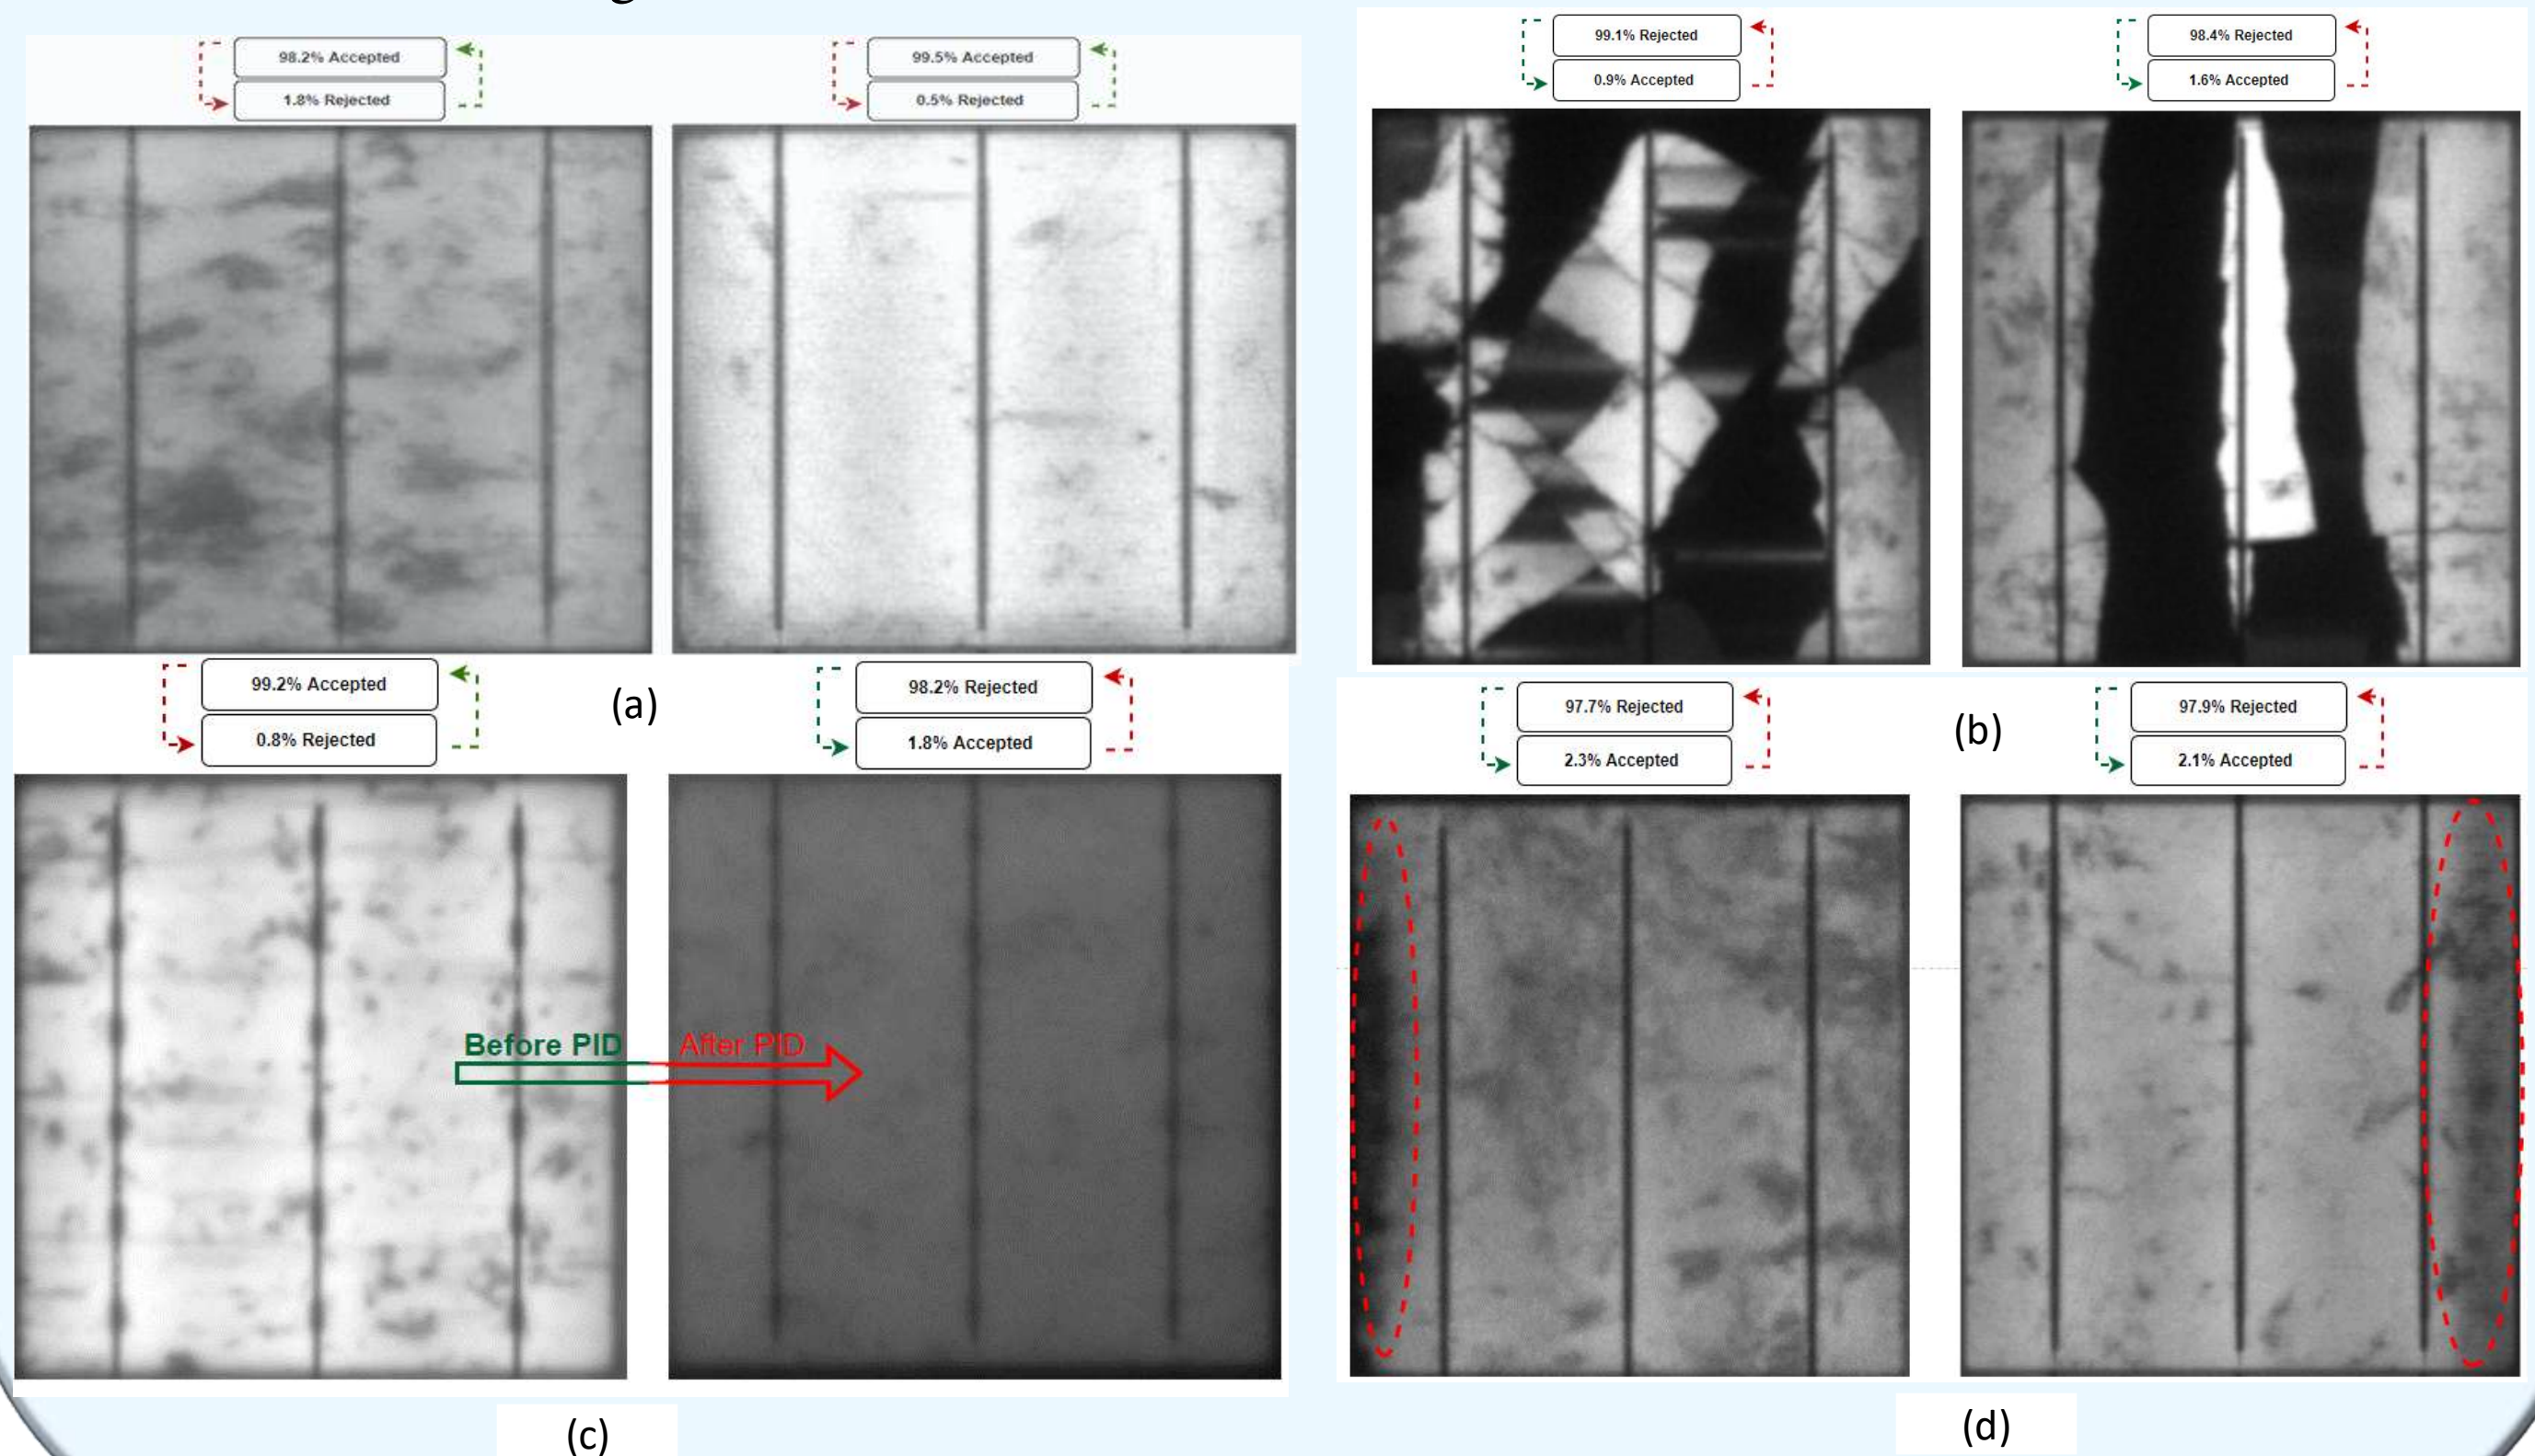 98.2% Accepted
1.8% Rejected
99.5% Accepted
0.5% Rejected
(a)
99.1% Rejected
0.9% Accepted
98.4% Rejected
1.6% Accepted
(b)
99.2% Accepted
0.8% Rejected
98.2% Rejected
1.8% Accepted
Before PID
After PID
(c)
97.7% Rejected
2.3% Accepted
97.9% Rejected
2.1% Accepted
(d)